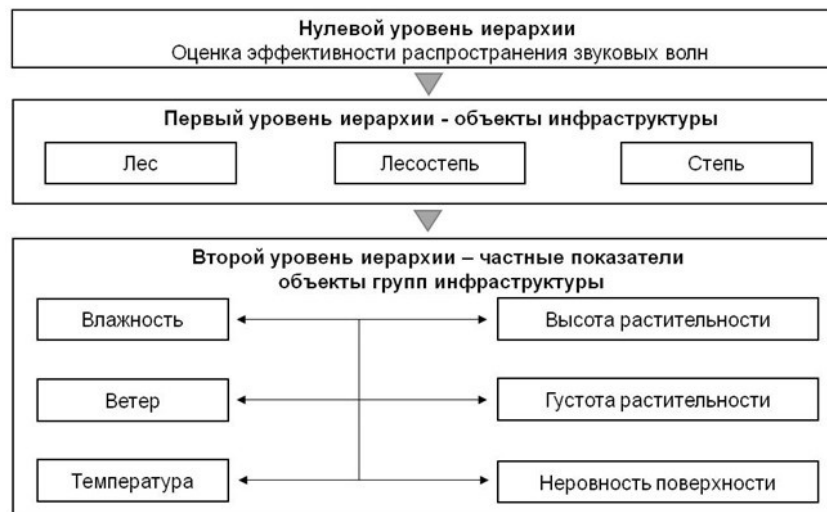 Нулевой уровень иерархии
Оценка эффективности распространения звуковых волн
Первый уровень иерархии - объекты инфраструктуры
Лес
Лесостепь
Степь
Второй уровень иерархии – частные показатели
объекты групп инфраструктуры
Влажность
Высота растительности
Ветер
Густота растительности
Температура
Неровность поверхности